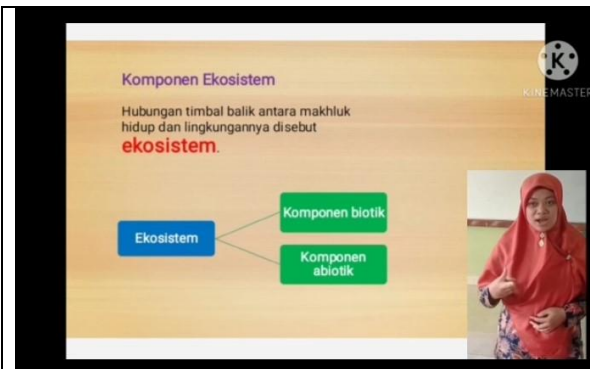 Komponen Ekosistem
Hubungan timbal balik antara makhluk
hidup dan lingkungannya disebut
ekosistem.
Komponen biotik
Ekosistem
Komponen
abiotik
K
KINEMASTER